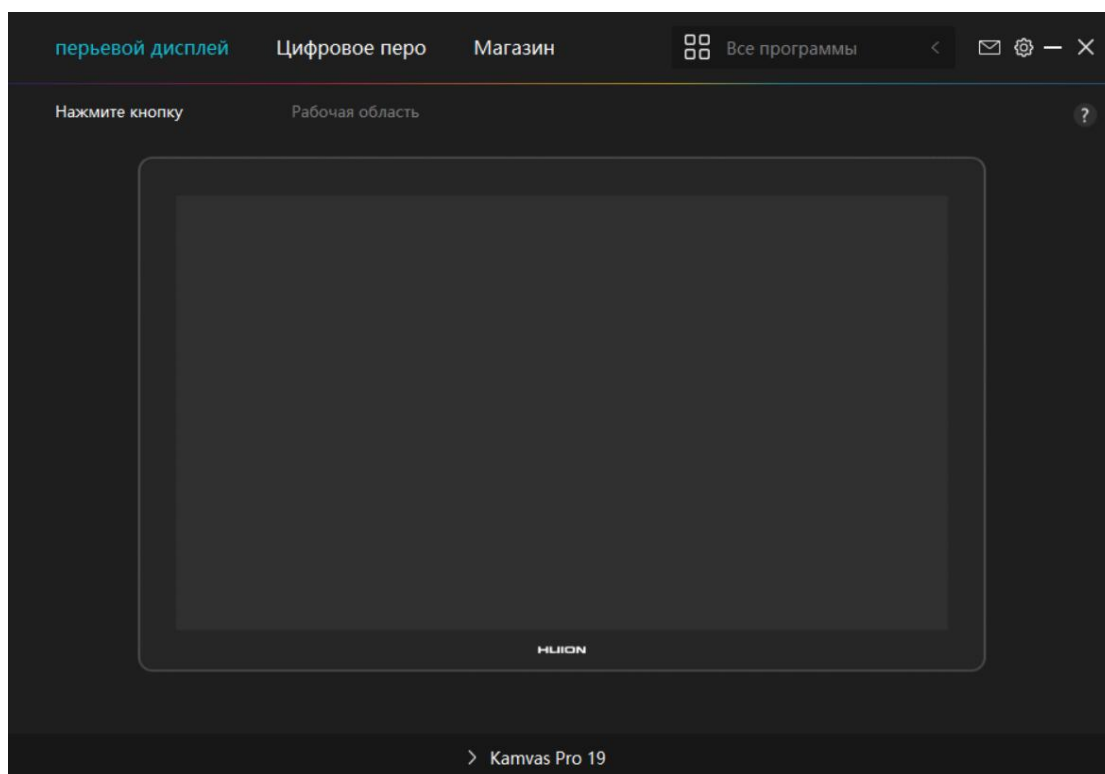 перьевой дисплей Цифровое перо Магазин Все программы
Нажмите кнопку Рабочая область ?
HUION
Kamvas Pro 19